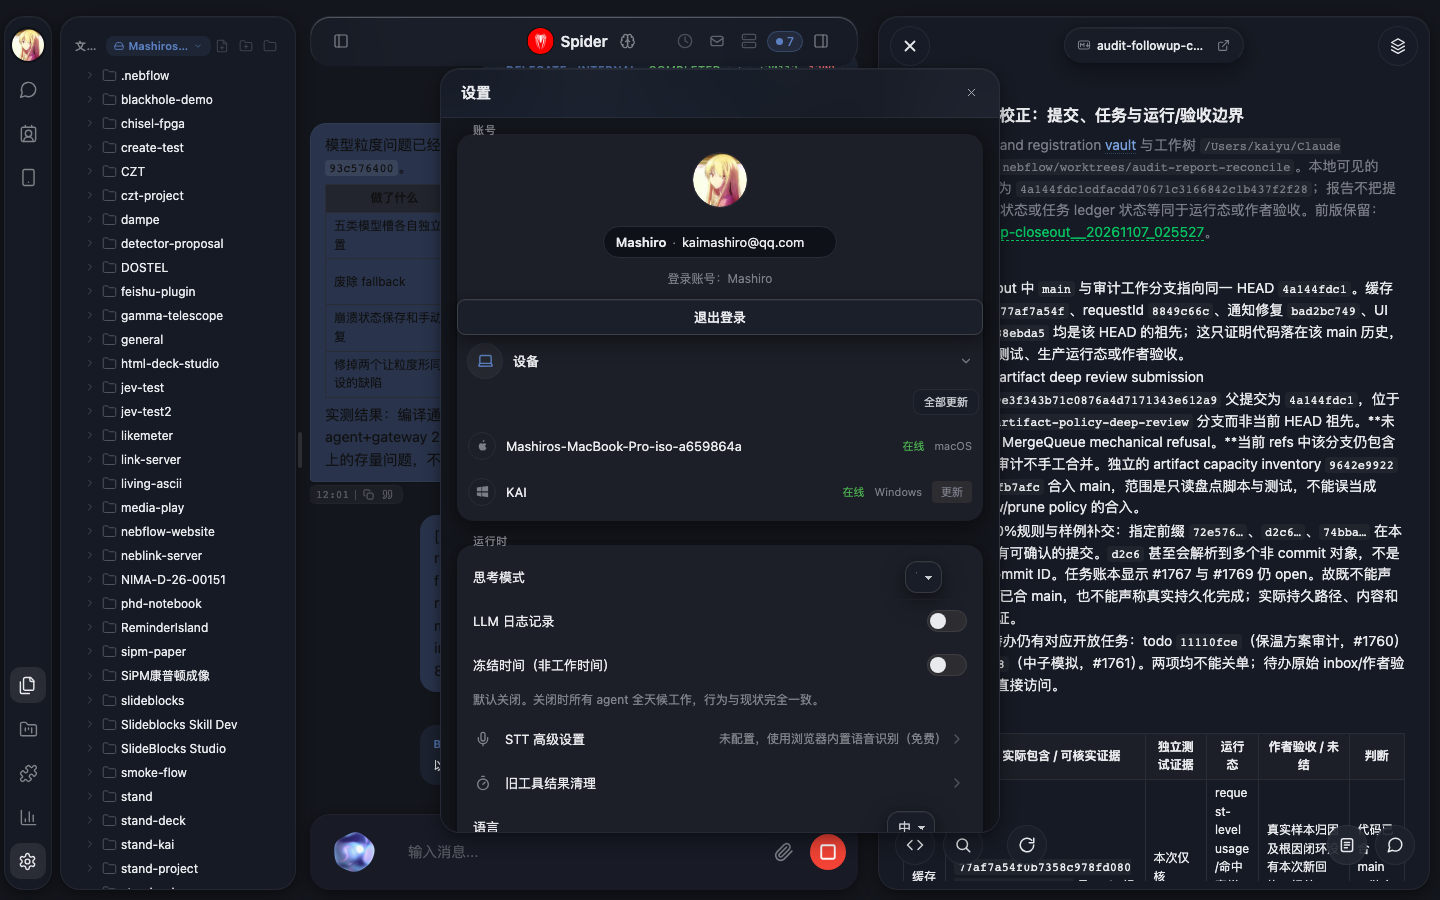 文...
Mashiros...
.nebflow
blackhole-demo
chisel-fpga
create-test
CZT
czt-project
dampe
detector-proposal
DOSTEL
feishu-plugin
gamma-telescope
general
html-deck-studio
jev-test
jev-test2
likemeter
link-server
living-ascii
media-play
nebflow-website
neblink-server
NIMA-D-26-00151
phd-notebook
ReminderIsland
sipm-paper
SiPM康普顿成像
slideblocks
Slideblocks Skill Dev
SlideBlocks Studio
smoke-flow
stand
stand-deck
stand-kai
stand-project
Spider
7
模型粒度问题已经
93c576400 。
做了什么
五类模型槽各自独立
置
废除 fallback
崩溃状态保存和手动
复
修掉两个让粒度形同
设的缺陷
实测结果：编译通
agent+gateway 2
上的存量问题，不
12:01
输入消息...
设置
账号
Mashiro · kaimashiro@qq.com
登录账号：Mashiro
退出登录
设备
全部更新
Mashiros-MacBook-Pro-iso-a659864a
在线 macOS
KAI
在线 Windows 更新
运行时
思考模式
LLM 日志记录
冻结时间（非工作时间）
默认关闭。关闭时所有 agent 全天候工作，行为与现状完全一致。
STT 高级设置
未配置，使用浏览器内置语音识别（免费）
旧工具结果清理
语言
中
audit-followup-c...
校正：提交、任务与运行/验收边界
and registration vault 与工作树 /Users/kaiyu/Claude
nebflow/worktrees/audit-report-reconcile 。本地可见的
为 4a144fdc1cdfacdd70671c3166842c1b437f2f28 ；报告不把提
状态或任务 ledger 状态等同于运行态或作者验收。前版保留：
p-closeout__20261107_025527。
out 中 main 与审计工作分支指向同一 HEAD 4a144fdc1 。缓存
77af7a54f 、requestId 8849c66c 、通知修复 bad2bc749 、UI
8ebda5 均是该 HEAD 的祖先；这只证明代码落在该 main 历史，
测试、生产运行态或作者验收。
artifact deep review submission
e3f343b71c0876a4d7171343e612a9 父提交为 4a144fdc1 ，位于
artifact-policy-deep-review 分支而非当前 HEAD 祖先。**未
MergeQueue mechanical refusal。**当前 refs 中该分支仍包含
审计不手工合并。独立的 artifact capacity inventory 9642e9922
fb7afc 合入 main，范围是只读盘点脚本与测试，不能误当成
/prune policy 的合入。
0%规则与样例补交：指定前缀 72e576… 、 d2c6… 、 74bba… 在本
有可确认的提交。 d2c6 甚至会解析到多个非 commit 对象，不是
mmit ID。任务账本显示 #1767 与 #1769 仍 open。故既不能声
已合 main，也不能声称真实持久化完成；实际持久路径、内容和
证。
待办仍有对应开放任务：todo 11110fce （保温方案审计，#1760）
（中子模拟，#1761）。两项均不能关单；待办原始 inbox/作者验
直接访问。
实际包含 / 可核实证据
独立测
试证据
运行
态
作者验收 / 未
结
判断
缓存
77af7a54f0b7358c978fd080
本次仅
核
reque
st-
level
usage
/命中
真实样本归因
及根因闭环
有本次新回
main